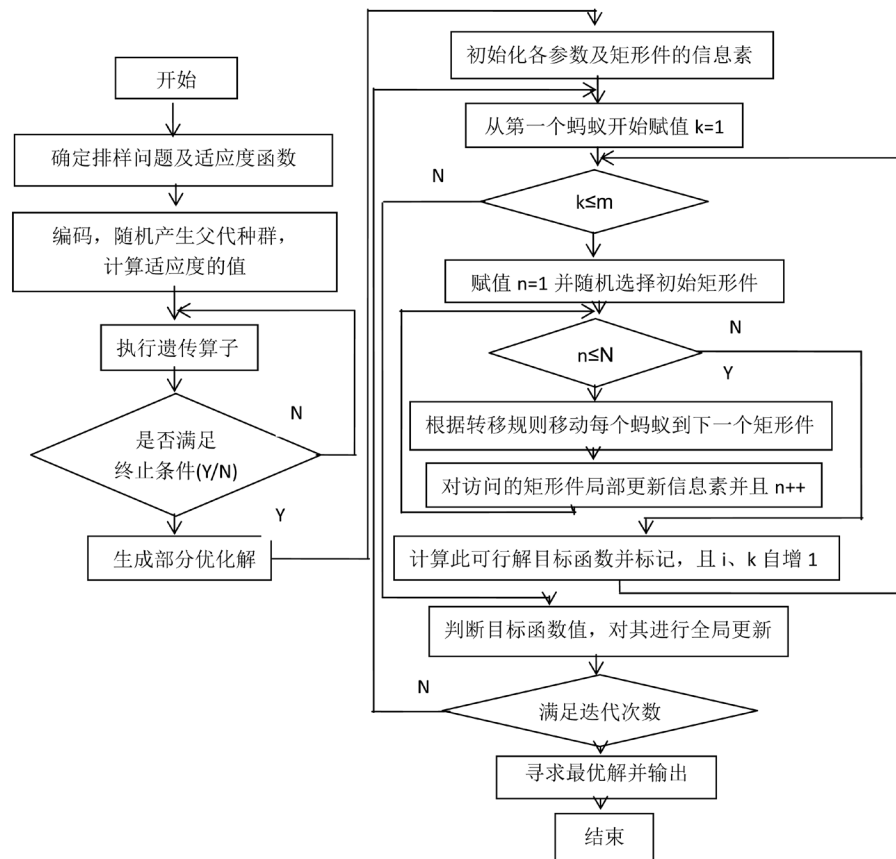 开始
确定排样问题及适应度函数
编码，随机产生父代种群，
计算适应度的值
执行遗传算子
N
是否满足
终止条件(Y/N)
Y
生成部分优化解
初始化各参数及矩形件的信息素
从第一个蚂蚁开始赋值 k=1
N
k≤m
赋值 n=1 并随机选择初始矩形件
N
n≤N
Y
根据转移规则移动每个蚂蚁到下一个矩形件
对访问的矩形件局部更新信息素并且 n++
计算此可行解目标函数并标记，且 i、k 自增 1
判断目标函数值，对其进行全局更新
N
满足迭代次数
寻求最优解并输出
结束